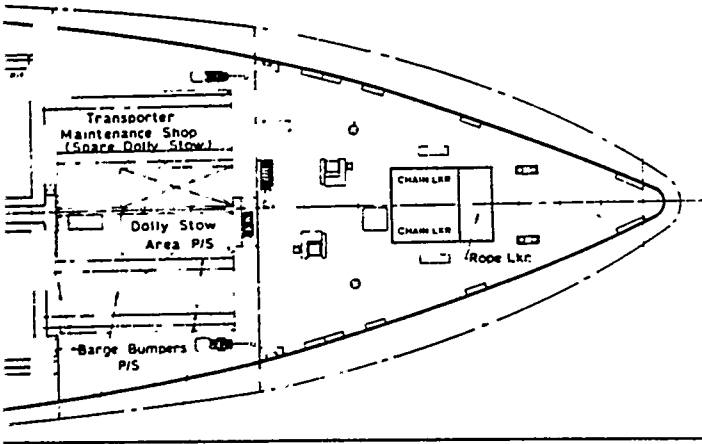 Transporter
Maintenance Shop
(Spare Dolly Stow)
CHAIN LKR
CHAIN LKR
Dolly Stow
Area P/S
Rope Lkr.
Barge Bumpers
P/S